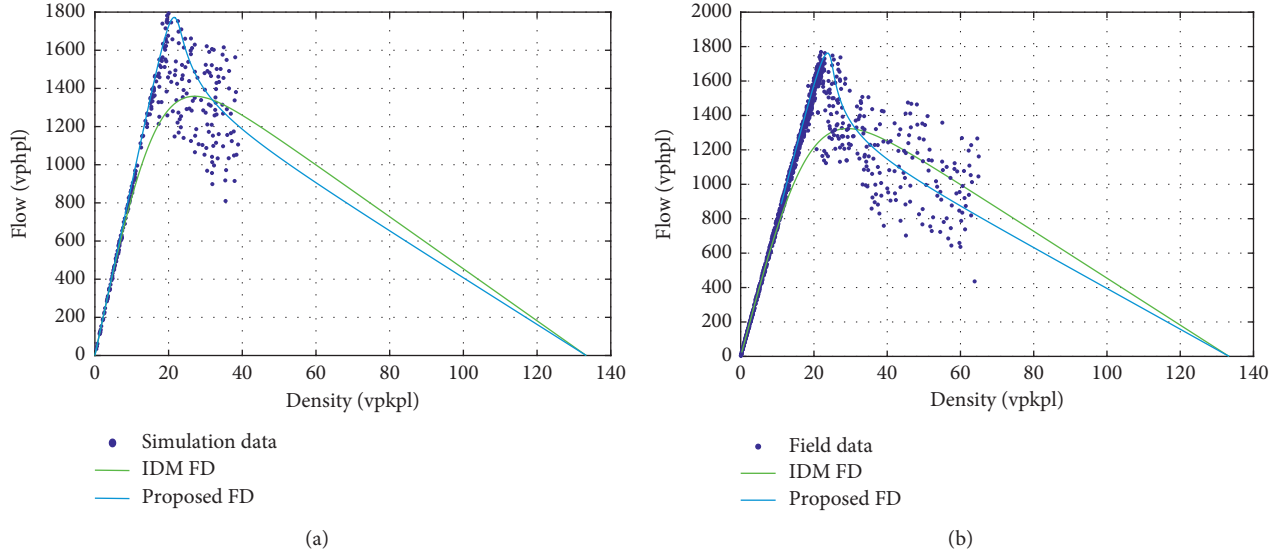 1800
1600
1400
1200
1000
800
600
400
200
0
Flow (vphpl)
0 20 40 60 80 100 120 140
Density (vpkpl)
Simulation data
IDM FD
Proposed FD
(a)
2000
1800
1600
1400
1200
1000
800
600
400
200
0
Flow (vphpl)
0 20 40 60 80 100 120 140
Density (vpkpl)
Field data
IDM FD
Proposed FD
(b)